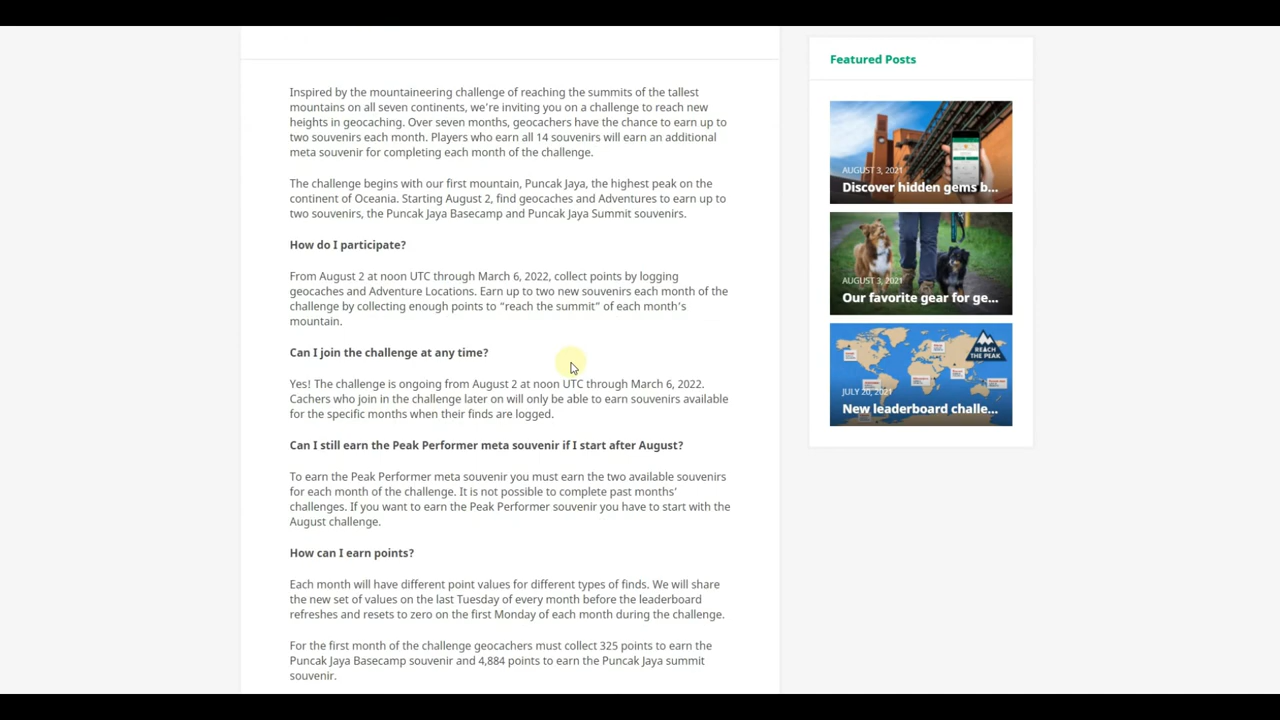 Inspired by the mountaineering challenge of reaching the summits of the tallest
mountains on all seven continents, we're inviting you on a challenge to reach new
heights in geocaching. Over seven months, geocachers have the chance to earn up to
two souvenirs each month. Players who earn all 14 souvenirs will earn an additional
meta souvenir for completing each month of the challenge.
The challenge begins with our first mountain, Puncak Jaya, the highest peak on the
continent of Oceania. Starting August 2, find geocaches and Adventures to earn up to
two souvenirs, the Puncak Jaya Basecamp and Puncak Jaya Summit souvenirs.
How do I participate?
From August 2 at noon UTC through March 6, 2022, collect points by logging
geocaches and Adventure Locations. Earn up to two new souvenirs each month of the
challenge by collecting enough points to “reach the summit” of each month's
mountain.
Can I join the challenge at any time?
Yes! The challenge is ongoing from August 2 at noon UTC through March 6, 2022.
Cachers who join in the challenge later on will only be able to earn souvenirs available
for the specific months when their finds are logged.
Can I still earn the Peak Performer meta souvenir if I start after August?
To earn the Peak Performer meta souvenir you must earn the two available souvenirs
for each month of the challenge. It is not possible to complete past months'
challenges. If you want to earn the Peak Performer souvenir you have to start with the
August challenge.
How can I earn points?
Each month will have different point values for different types of finds. We will share
the new set of values on the last Tuesday of every month before the leaderboard
refreshes and resets to zero on the first Monday of each month during the challenge.
For the first month of the challenge geocachers must collect 325 points to earn the
Puncak Jaya Basecamp souvenir and 4,884 points to earn the Puncak Jaya summit
souvenir.
Featured Posts
AUGUST 3, 2021
Discover hidden gems b...
AUGUST 3, 2021
Our favorite gear for ge...
REACH
THE PEAK
JULY 20, 2021
New leaderboard challe...